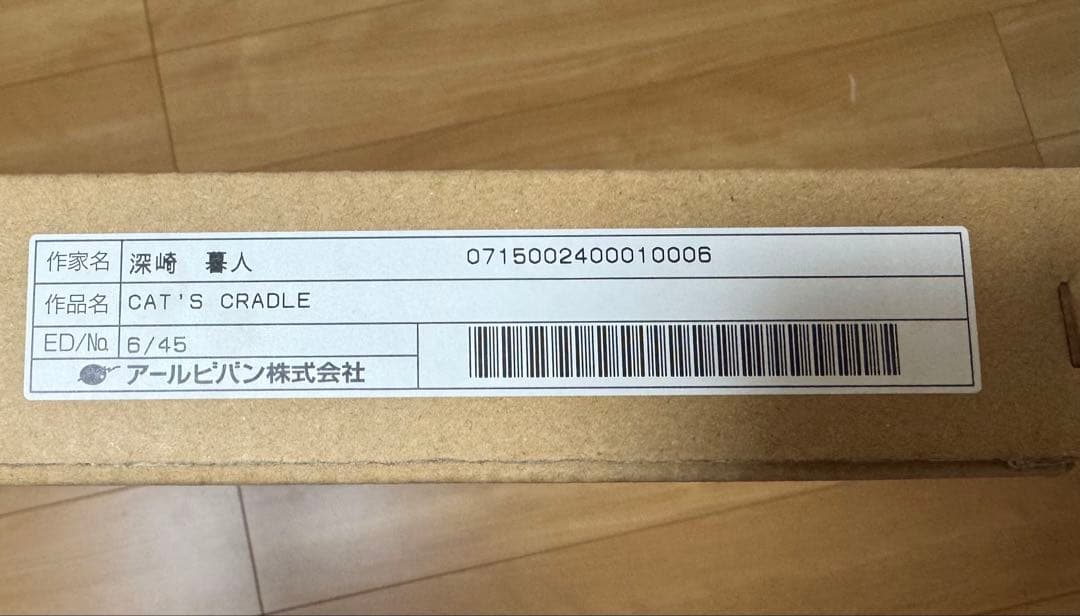 作家名 深崎 暮人 0715002400010006
作品名 CAT'S CRADLE
ED/No. 6/45
アールビバン株式会社